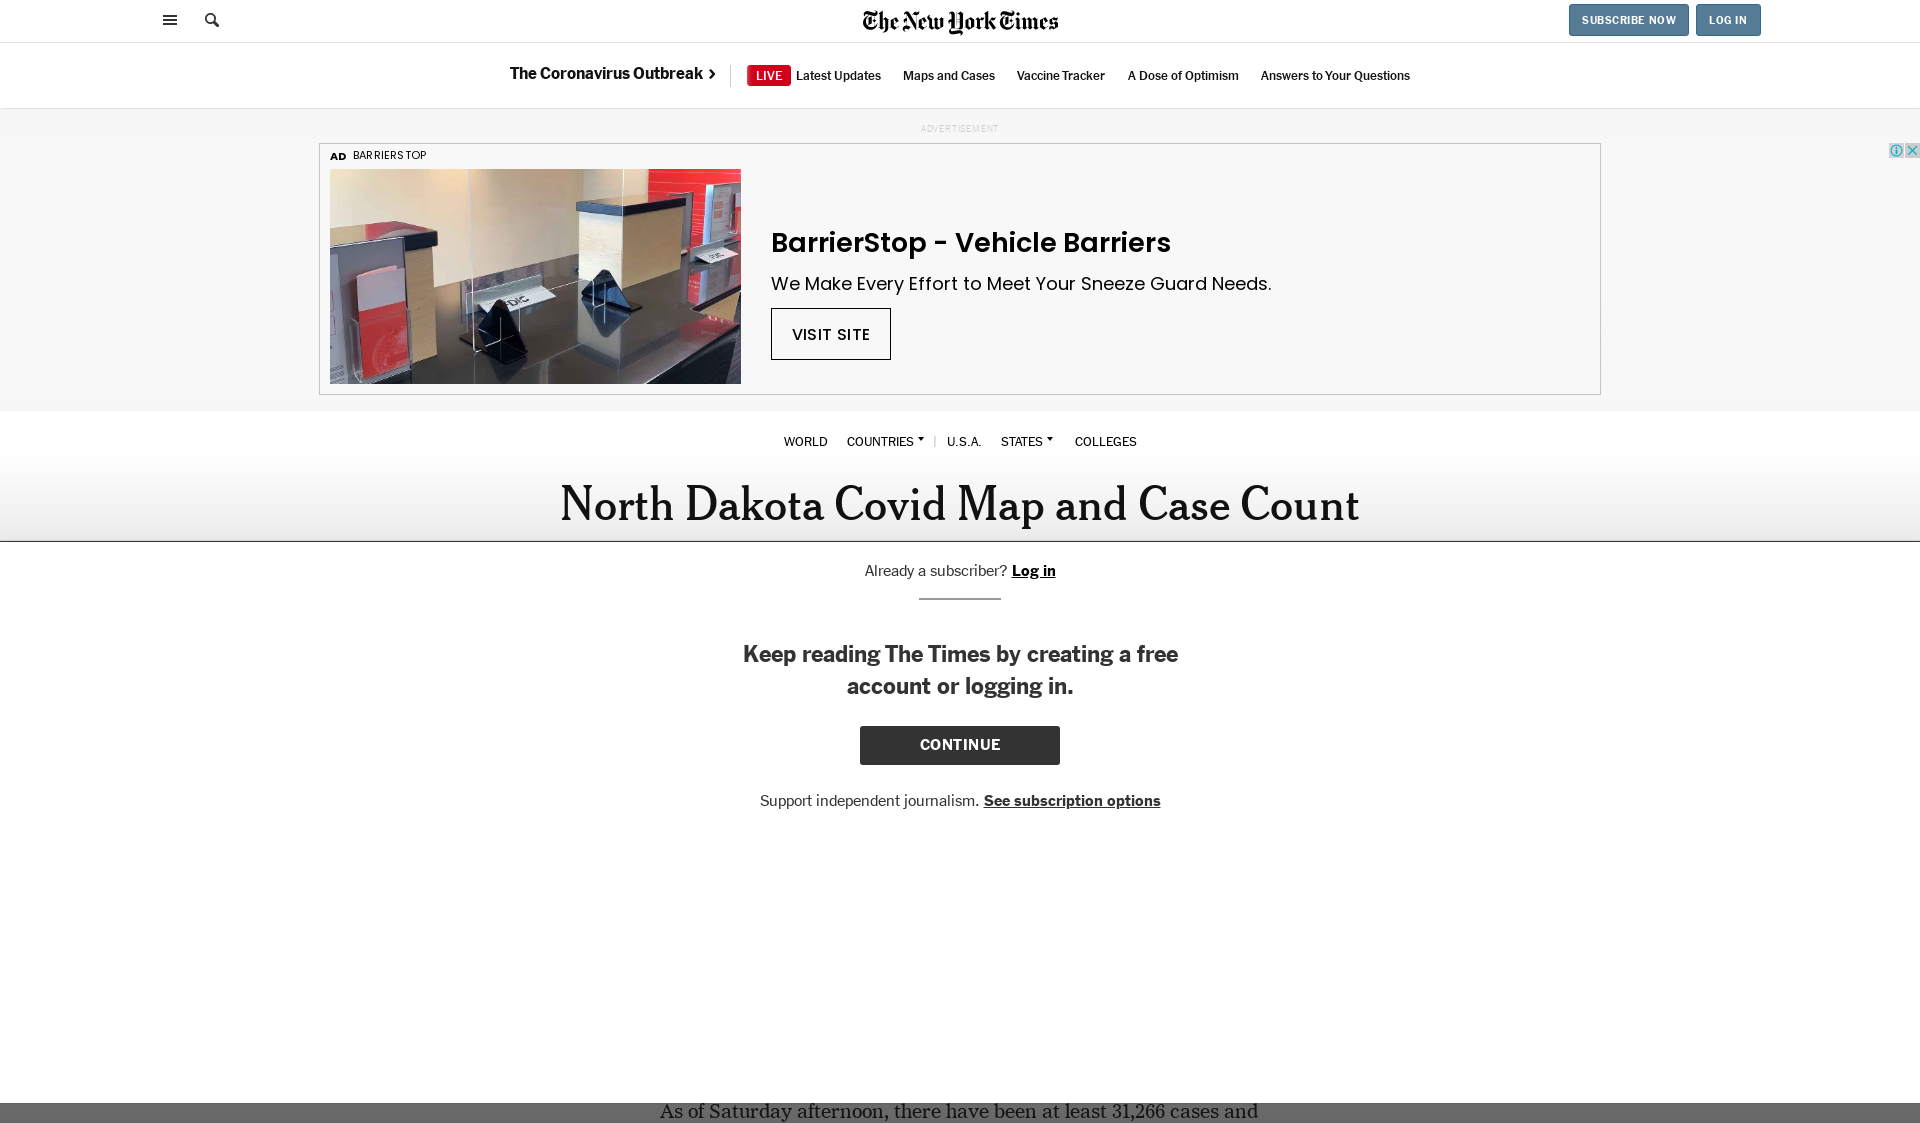 The New York Times
SUBSCRIBE NOW
LOG IN
The Coronavirus Outbreak ›
LIVE Latest Updates
Maps and Cases
Vaccine Tracker
A Dose of Optimism
Answers to Your Questions
ADVERTISEMENT
AD BARRIERSTOP
FDIC
BarrierStop - Vehicle Barriers
We Make Every Effort to Meet Your Sneeze Guard Needs.
VISIT SITE
WORLD
COUNTRIES
U.S.A.
STATES
COLLEGES
North Dakota Covid Map and Case Count
Already a subscriber? Log in
Keep reading The Times by creating a free
account or logging in.
CONTINUE
Support independent journalism. See subscription options
As of Saturday afternoon, there have been at least 31,266 cases and